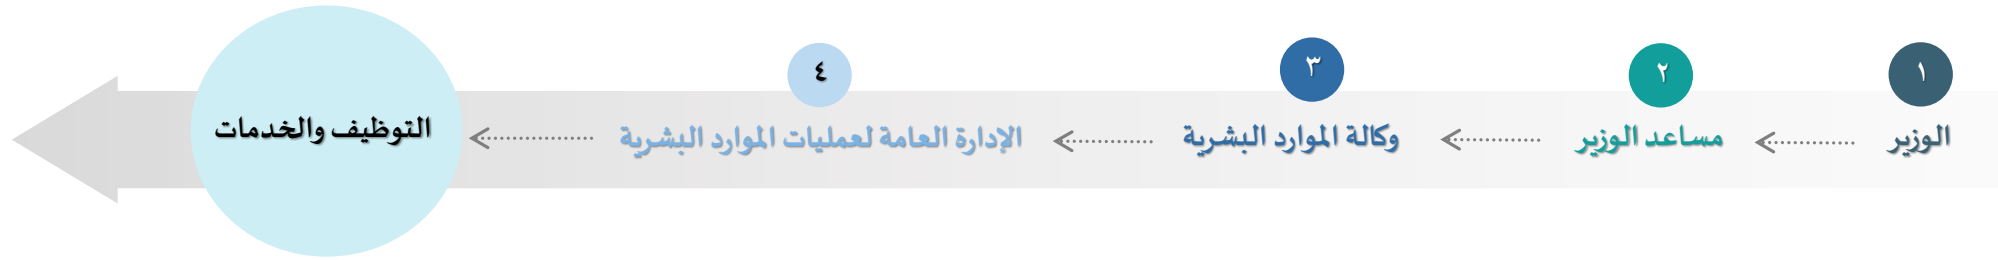 ١
الوزير
٢
مساعد الوزير
٣
وكالة الموارد البشرية
٤
الإدارة العامة لعمليات الموارد البشرية
التوظيف والخدمات